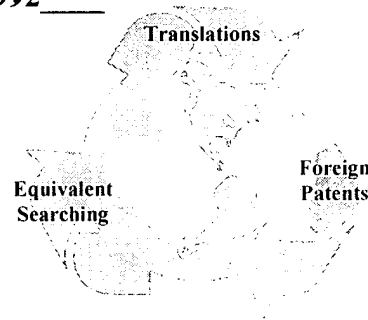 Translations
Foreign
Patents
Equivalent
Searching